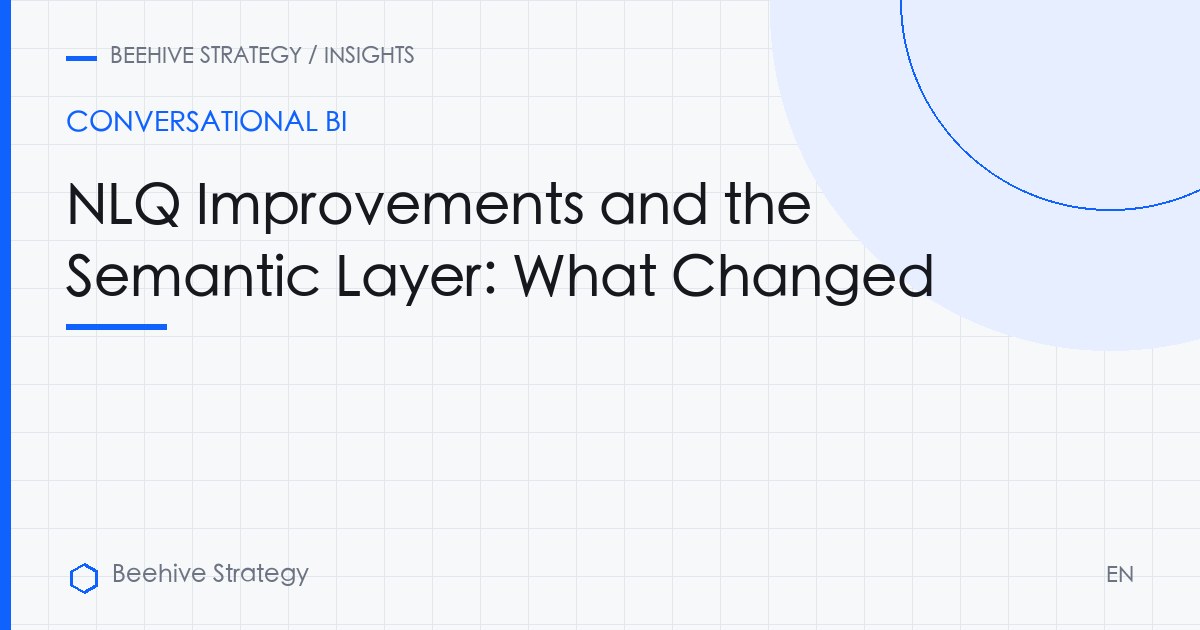 BEEHIVE STRATEGY / INSIGHTS
CONVERSATIONAL BI
NLQ Improvements and the
Semantic Layer: What Changed
Beehive Strategy
EN